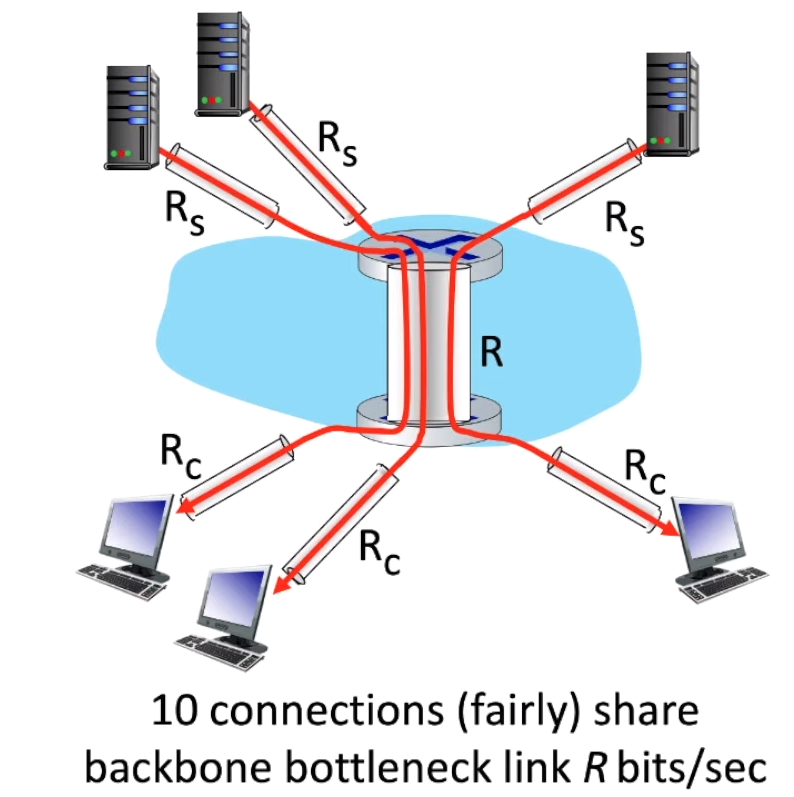 R_s
R_s
R_s
R
R_c
R_c
R_c
10 connections (fairly) share
backbone bottleneck link R bits/sec